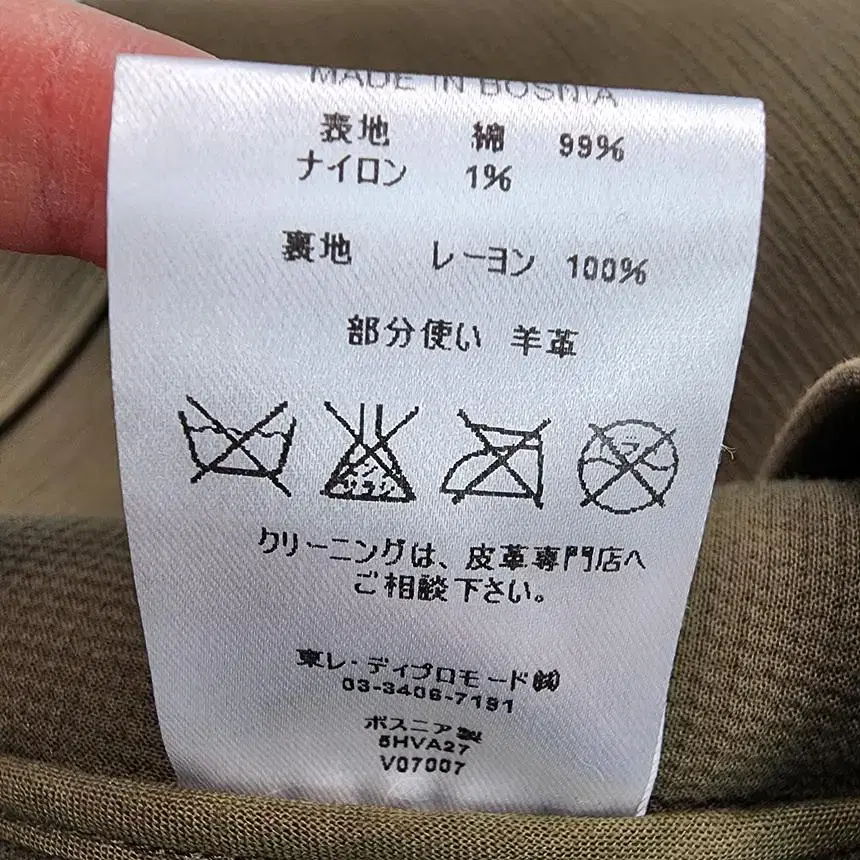 MADE IN BOSNIA
表地 綿 99%
ナイロン 1%
裏地 レーヨン 100%
部分使い 羊革
クリーニングは、皮革専門店へ
ご相談下さい。
東レ・ディプロモード㈱
03-3406-7191
ボスニア製
5HVA27
V07007